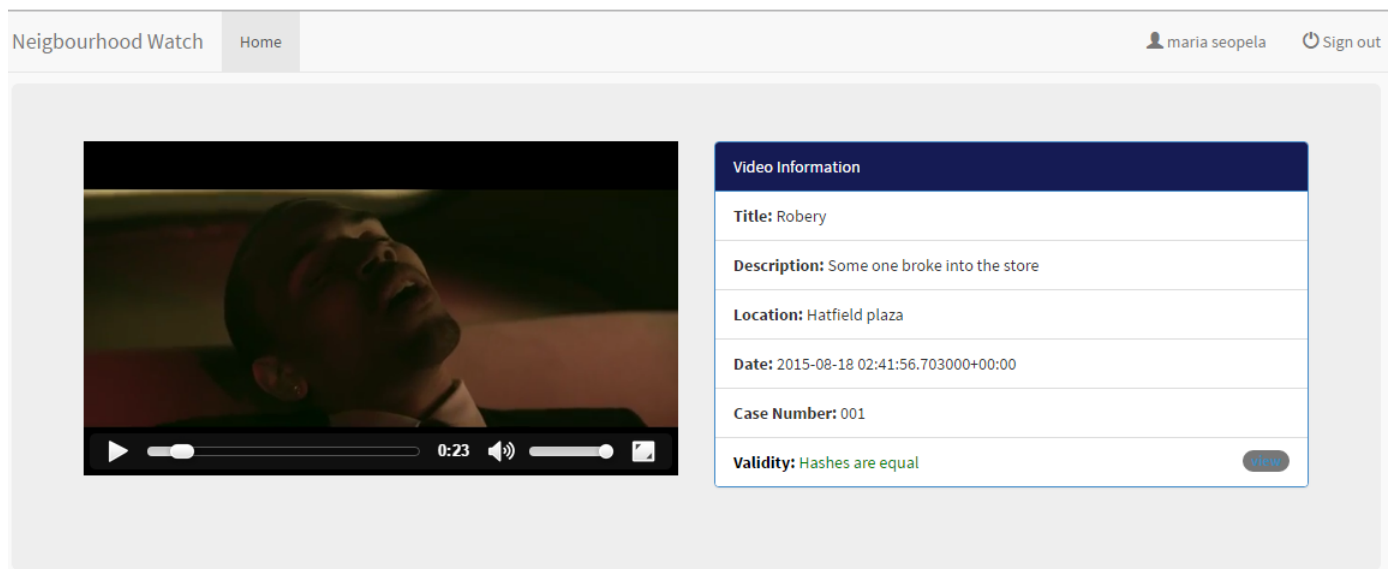 Neigbourhood Watch Home maria seopela Sign out
Video Information
Title: Robery
Description: Some one broke into the store
Location: Hatfield plaza
Date: 2015-08-18 02:41:56.703000+00:00
Case Number: 001
0:23
Validity: Hashes are equal view